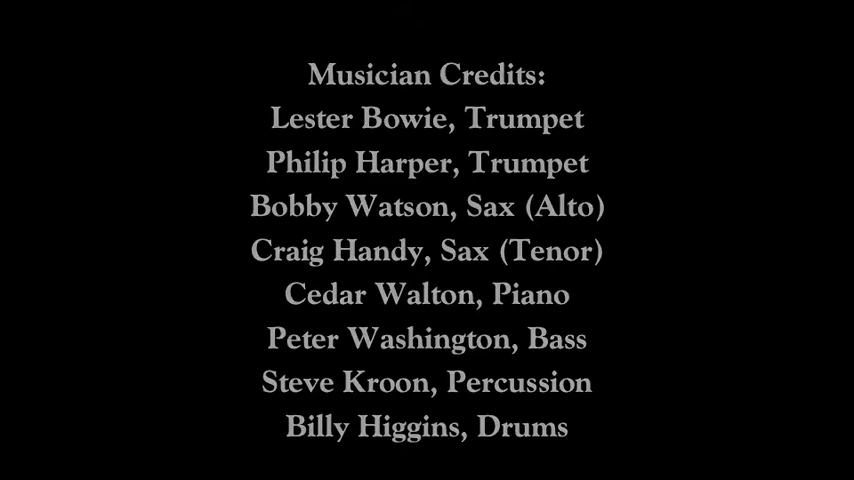 Musician Credits:
Lester Bowie, Trumpet
Philip Harper, Trumpet
Bobby Watson, Sax (Alto)
Craig Handy, Sax (Tenor)
Cedar Walton, Piano
Peter Washington, Bass
Steve Kroon, Percussion
Billy Higgins, Drums